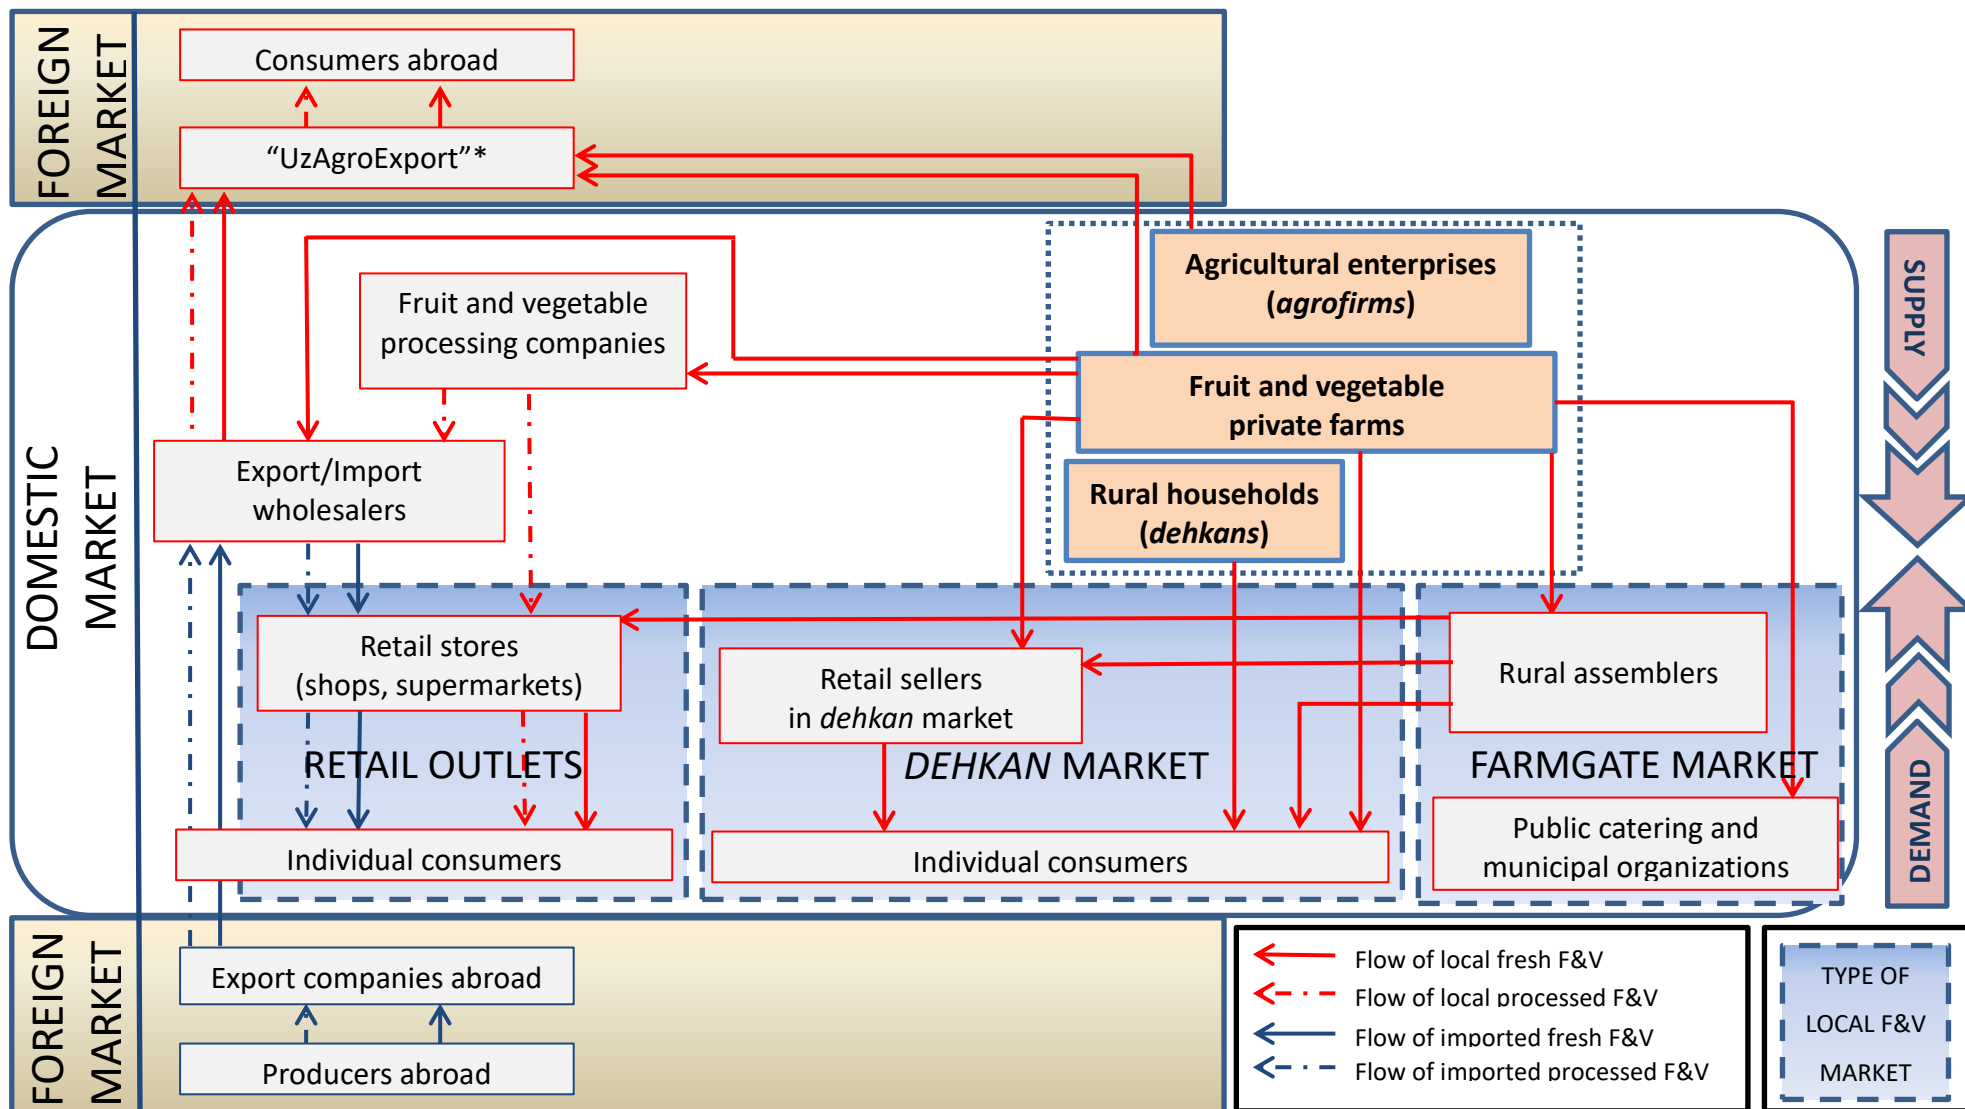 FOREIGN
MARKET
Consumers abroad
“UzAgroExport”*
DOMESTIC
MARKET
Agricultural enterprises
(agrofirms)
Fruit and vegetable
processing companies
Fruit and vegetable
private farms
Export/Import
wholesalers
Rural households
(dehkans)
Retail stores
(shops, supermarkets)
RETAIL OUTLETS
Individual consumers
Retail sellers
in dehkan market
DEHKAN MARKET
Individual consumers
Rural assemblers
FARMGATE MARKET
Public catering and
municipal organizations
SUPPLY
DEMAND
FOREIGN
MARKET
Export companies abroad
Producers abroad
Flow of local fresh F&V
Flow of local processed F&V
Flow of imported fresh F&V
Flow of imported processed F&V
TYPE OF
LOCAL F&V
MARKET